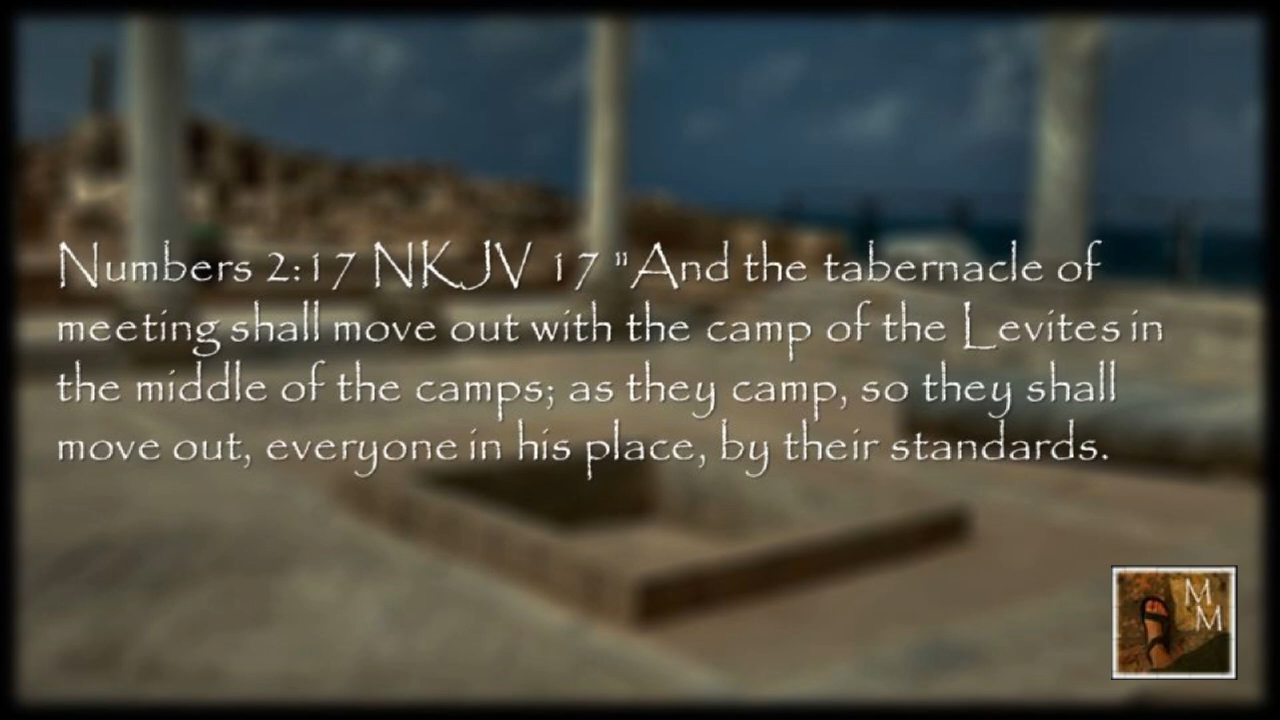 Numbers 2:17 NKJV 17 "And the tabernacle of
meeting shall move out with the camp of the Levites in
the middle of the camps; as they camp, so they shall
move out, everyone in his place, by their standards.
M
M